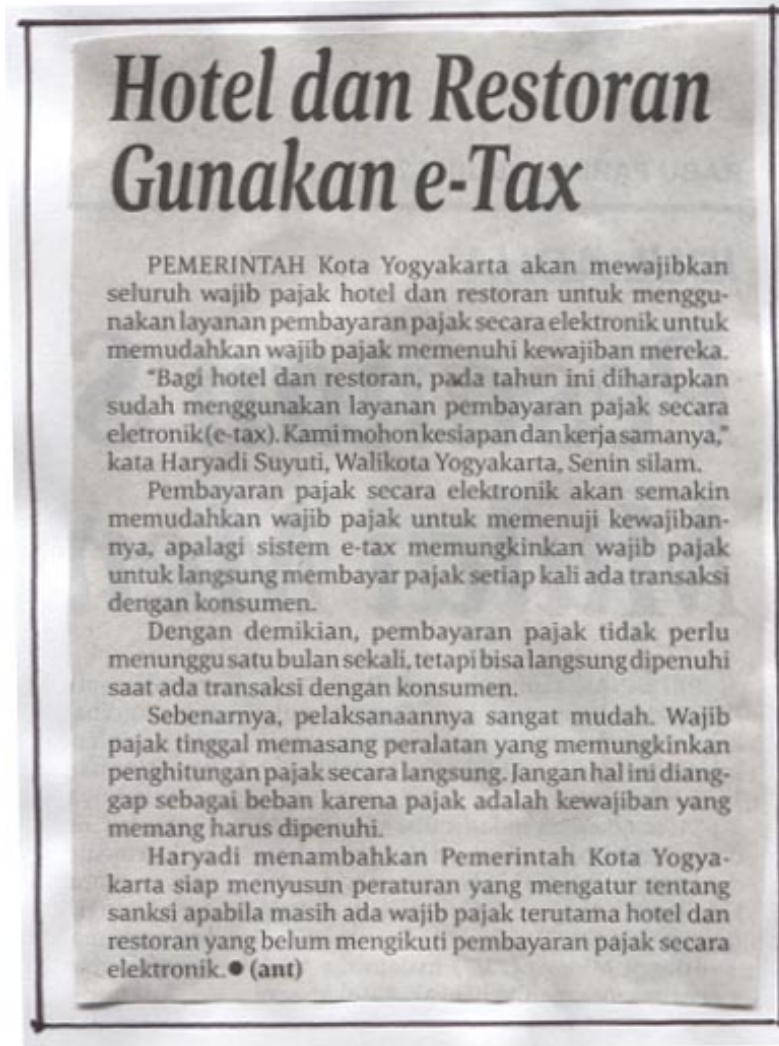 Hotel dan Restoran
Gunakan e-Tax
PEMERINTAH Kota Yogyakarta akan mewajibkan
seluruh wajib pajak hotel dan restoran untuk menggu-
nakan layanan pembayaran pajak secara elektronik untuk
memudahkan wajib pajak memenuhi kewajiban mereka.
"Bagi hotel dan restoran, pada tahun ini diharapkan
sudah menggunakan layanan pembayaran pajak secara
eletronik (e-tax). Kami mohon kesiapan dan kerja samanya,"
kata Haryadi Suyuti, Walikota Yogyakarta, Senin silam.
Pembayaran pajak secara elektronik akan semakin
memudahkan wajib pajak untuk memenuji kewajiban-
nya, apalagi sistem e-tax memungkinkan wajib pajak
untuk langsung membayar pajak setiap kali ada transaksi
dengan konsumen.
Dengan demikian, pembayaran pajak tidak perlu
menunggu satu bulan sekali, tetapi bisa langsung dipenuhi
saat ada transaksi dengan konsumen.
Sebenarnya, pelaksanaannya sangat mudah. Wajib
pajak tinggal memasang peralatan yang memungkinkan
penghitungan pajak secara langsung. Jangan hal ini diang-
gap sebagai beban karena pajak adalah kewajiban yang
memang harus dipenuhi.
Haryadi menambahkan Pemerintah Kota Yogya-
karta siap menyusun peraturan yang mengatur tentang
sanksi apabila masih ada wajib pajak terutama hotel dan
restoran yang belum mengikuti pembayaran pajak secara
elektronik.● (ant)